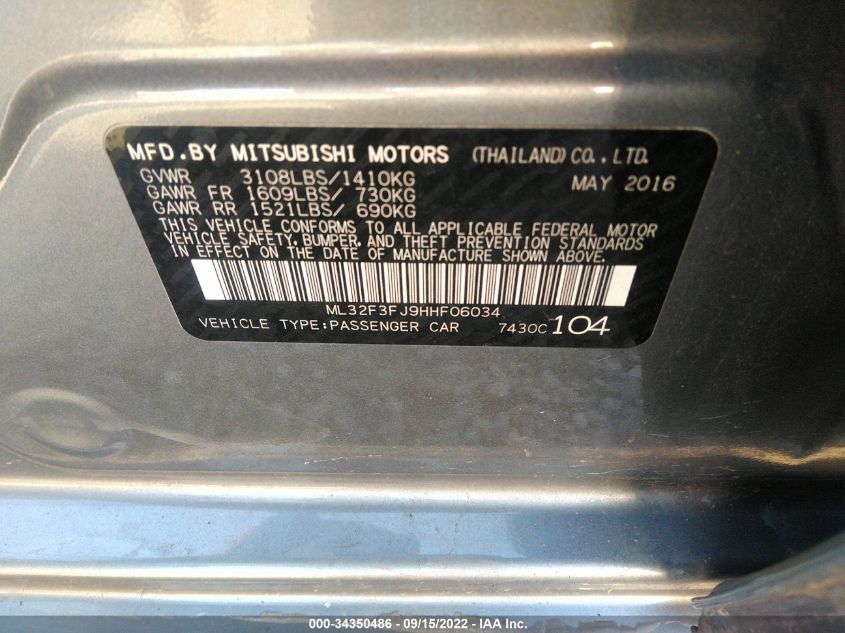 MFD.BY MITSUBISHI MOTORS (THAILAND) CO., LTD.
GVWR 3108LBS/1410KG MAY 2016
GAWR FR 1609LBS/ 730KG
GAWR RR 1521LBS/ 690KG
THIS VEHICLE CONFORMS TO ALL APPLICABLE FEDERAL MOTOR
VEHICLE SAFETY, BUMPER, AND THEFT PREVENTION STANDARDS
IN EFFECT ON THE DATE OF MANUFACTURE SHOWN ABOVE.
ML32F3FJ9HHF06034
VEHICLE TYPE:PASSENGER CAR 7430C 104
000-34350486 - 09/15/2022 - IAA Inc.